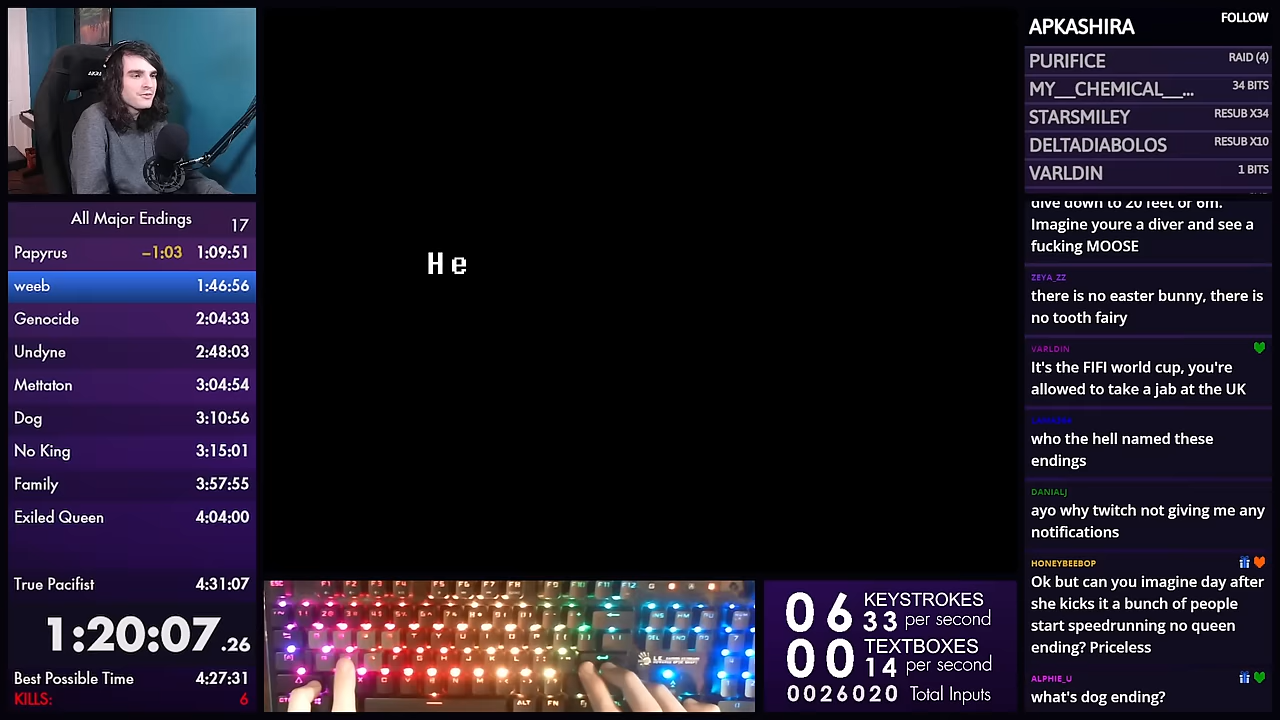 All Major Endings
17
Papyrus −1:03 1:09:51
weeb 1:46:56
Genocide 2:04:33
Undyne 2:48:03
Mettaton 3:04:54
Dog 3:10:56
No King 3:15:01
Family 3:57:55
Exiled Queen 4:04:00
True Pacifist 4:31:07
1:20:07.26
Best Possible Time 4:27:31
KILLS: 6
He
06 33 KEYSTROKES per second
00 14 TEXTBOXES per second
0026020 Total Inputs
APKASHIRA FOLLOW
PURIFICE RAID (4)
MY__CHEMICAL__... 34 BITS
STARSMILEY RESUB X34
DELTADIABOLOS RESUB X10
VARLDIN 1 BITS
dive down to 20 feet or 6m.
Imagine youre a diver and see a
fucking MOOSE
ZEYA_ZZ
there is no easter bunny, there is
no tooth fairy
VARLDIN
It's the FIFI world cup, you're
allowed to take a jab at the UK
who the hell named these
endings
DANIALJ
ayo why twitch not giving me any
notifications
HONEYBEEBOP
Ok but can you imagine day after
she kicks it a bunch of people
start speedrunning no queen
ending? Priceless
ALPHIE_U
what's dog ending?